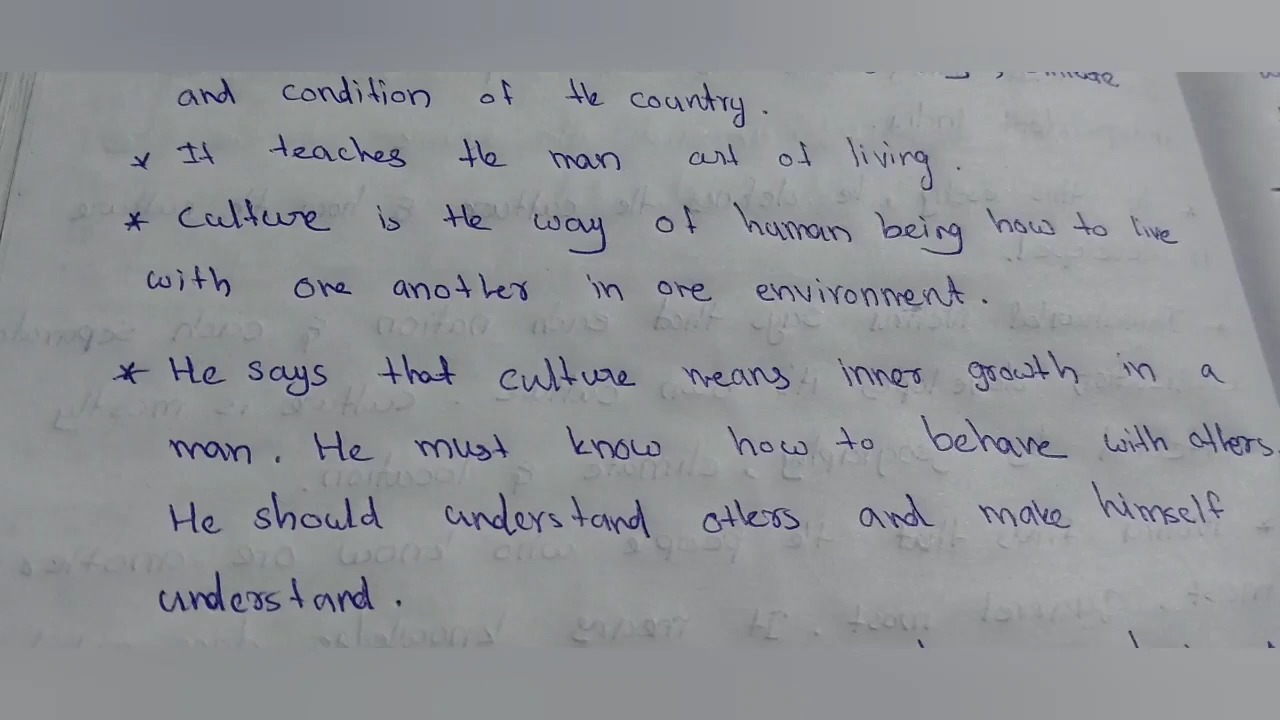 and condition of the country.
* It teaches the man art of living.
* Culture is the way of human being how to live
with one another in one environment.
* He says that culture means inner growth in a
man. He must know how to behave with others.
He should understand others and make himself
understand.